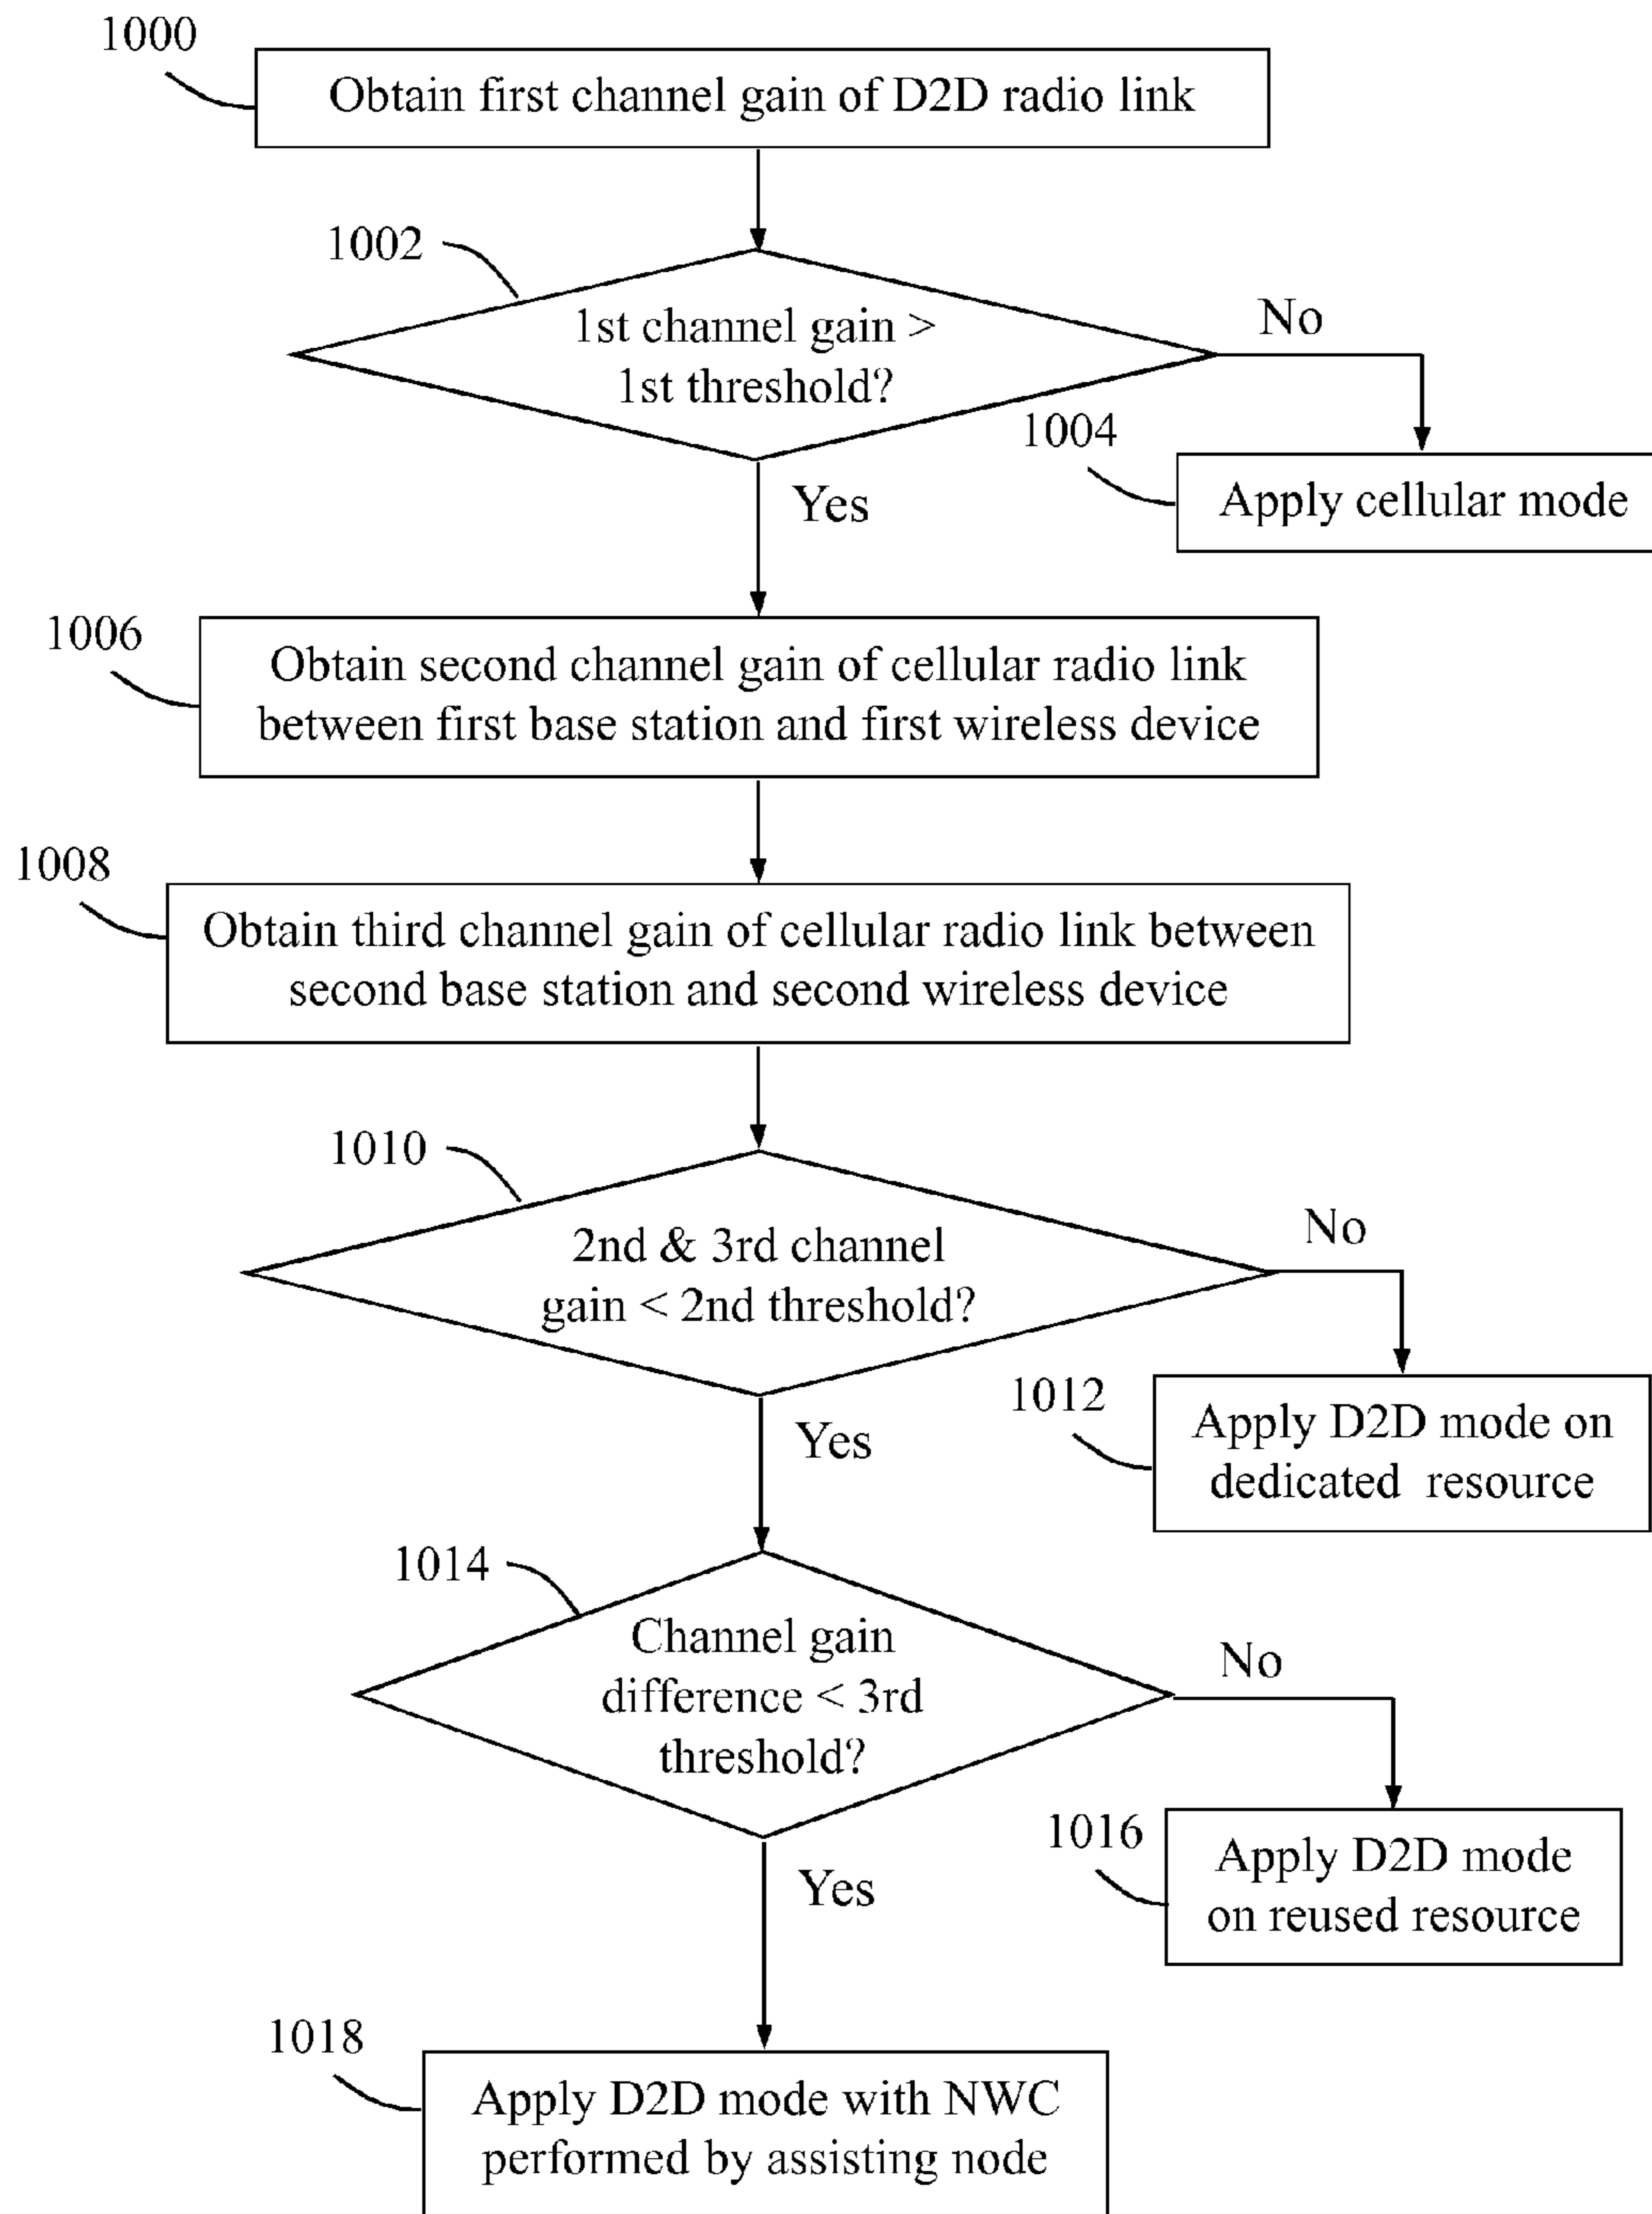 1000
Obtain first channel gain of D2D radio link
1002
1st channel gain >
1st threshold?
No
1004
Apply cellular mode
Yes
1006
Obtain second channel gain of cellular radio link
between first base station and first wireless device
1008
Obtain third channel gain of cellular radio link between
second base station and second wireless device
1010
2nd & 3rd channel
gain < 2nd threshold?
No
1012
Apply D2D mode on
dedicated resource
Yes
1014
Channel gain
difference < 3rd
threshold?
No
1016
Apply D2D mode
on reused resource
Yes
1018
Apply D2D mode with NWC
performed by assisting node